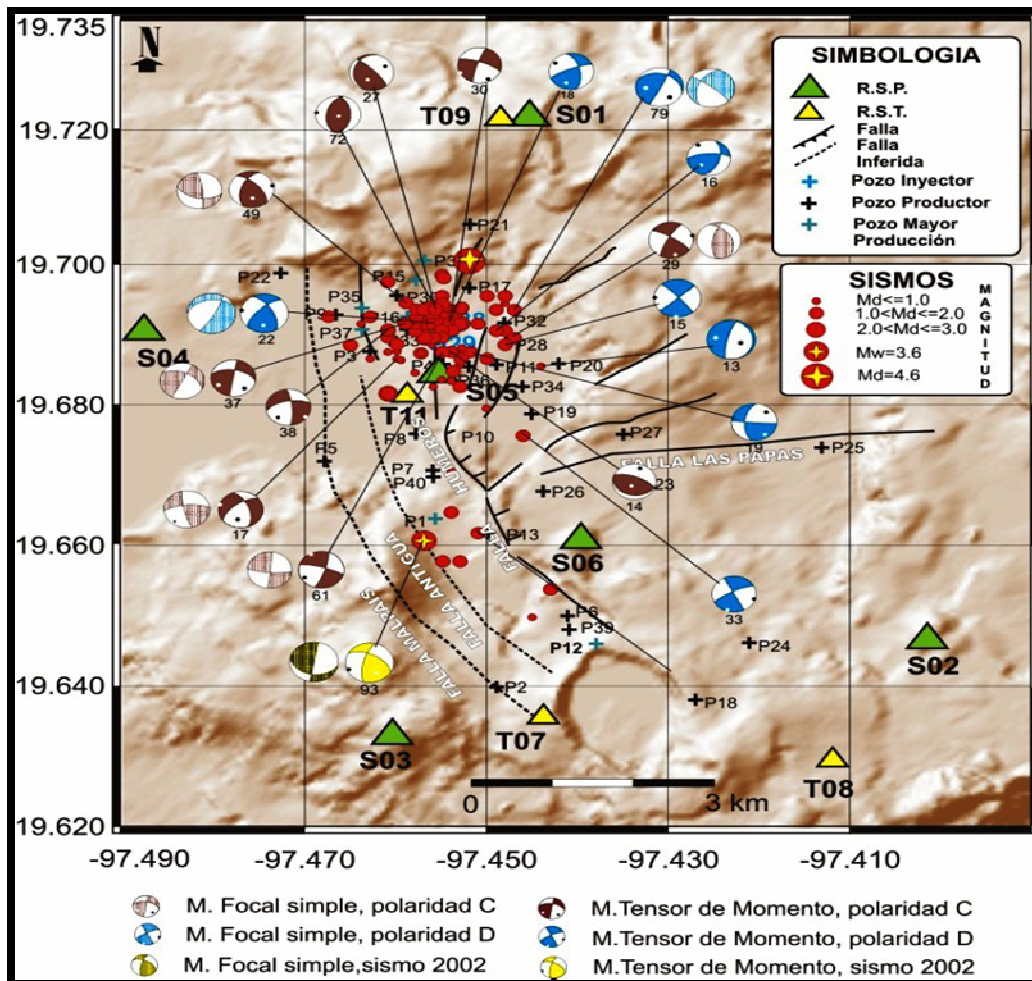 19.735
N
27
30
18
79
SIMBOLOGIA
R.S.P.
R.S.T.
Falla
Falla
Inferida
Pozo Inyector
Pozo Productor
Pozo Mayor
Producción
T09
S01
19.720
72
16
49
P21
29
19.700
P22
P15
P17
SISMOS
MAGNITUD
Md<=1.0
1.0<Md<=2.0
2.0<Md<=3.0
Mw=3.6
Md=4.6
P35
15
P37
P32
22
P28
13
S04
P11
P20
37
S05
P34
19.680
T11
P19
38
P8
P10
P27
P25
P5
FALLA LAS PAPAS
P7
P40
HUMEROS
P26
23
14
17
P1
19.660
P13
FALLA
S06
61
FALLA ANTIGUA
FALLA MALPAIS
33
P6
P39
P12
P24
S02
93
19.640
P2
P18
T07
S03
T08
0
3 km
19.620
-97.490
-97.470
-97.450
-97.430
-97.410
M. Focal simple, polaridad C
M.Tensor de Momento, polaridad C
M. Focal simple, polaridad D
M.Tensor de Momento, polaridad D
M. Focal simple,sismo 2002
M.Tensor de Momento, sismo 2002